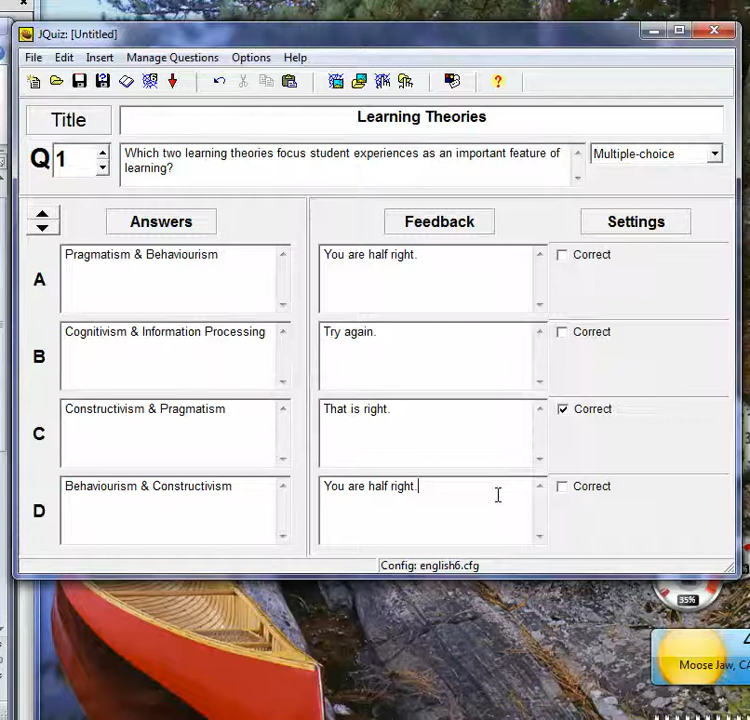 JQuiz: [Untitled]
File Edit Insert Manage Questions Options Help
Title
Learning Theories
Q 1
Which two learning theories focus student experiences as an important feature of
learning?
Multiple-choice
Answers
Feedback
Settings
A
Pragmatism & Behaviourism
You are half right.
Correct
B
Cognitivism & Information Processing
Try again.
Correct
C
Constructivism & Pragmatism
That is right.
Correct
D
Behaviourism & Constructivism
You are half right.
Correct
Config: english6.cfg
35%
Moose Jaw, CA